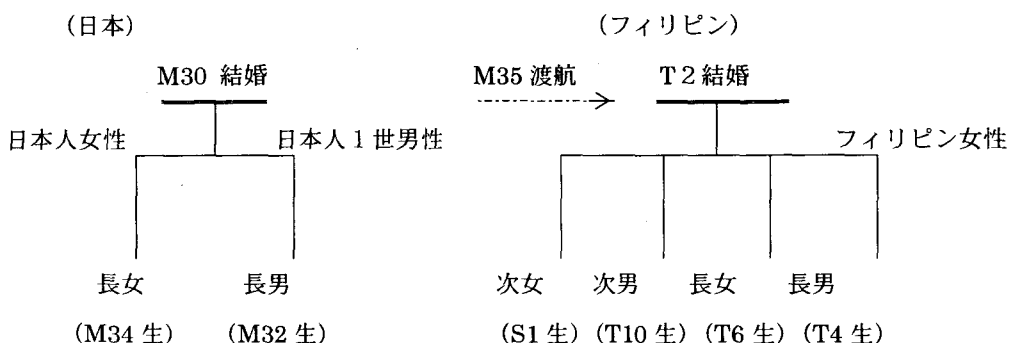 (日本) (フィリピン)
M30 結婚 M35 渡航 T2結婚
日本人女性 日本人1世男性 フィリピン女性
長女 長男 次女 次男 長女 長男
(M34 生) (M32 生) (S1 生) (T10 生) (T6 生) (T4 生)